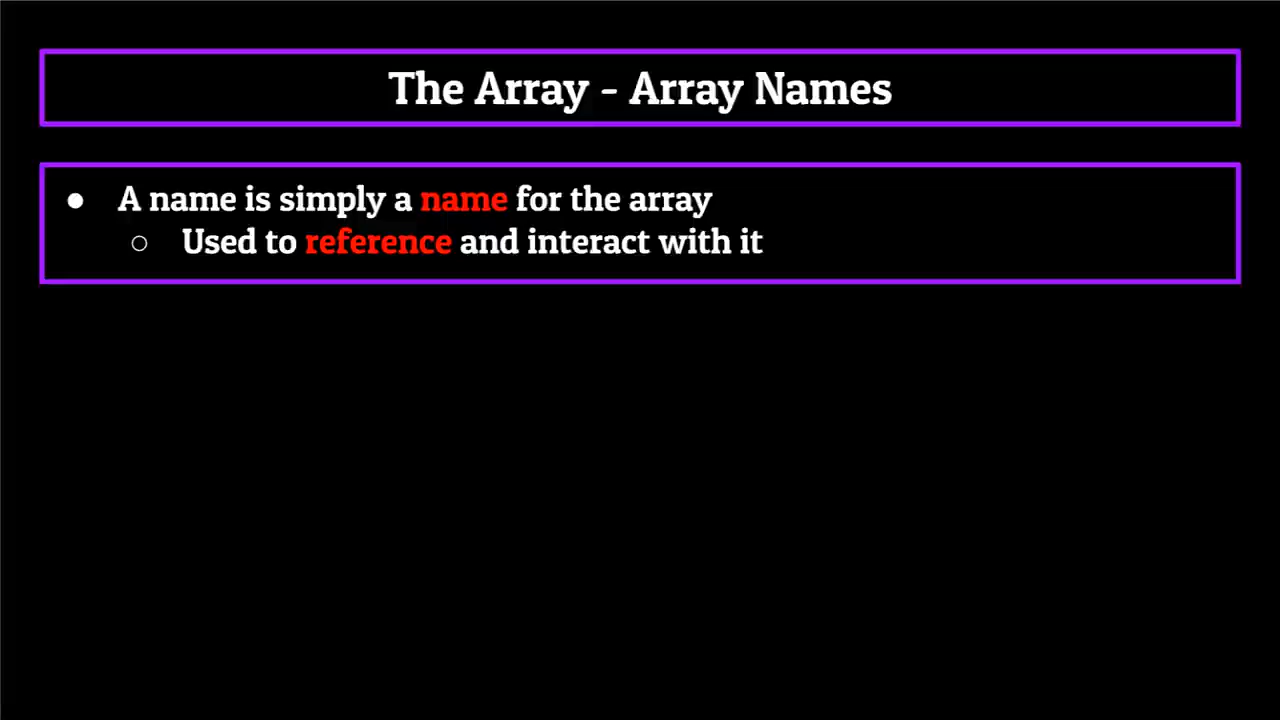 The Array - Array Names
● A name is simply a name for the array
○ Used to reference and interact with it